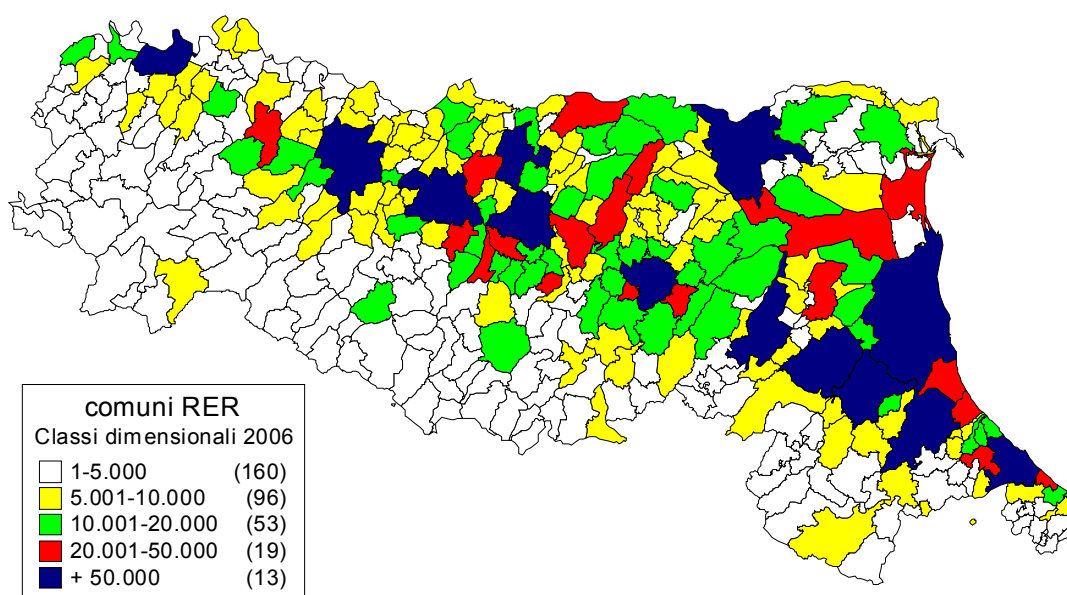 comuni RER
Classi dimensionali 2006
1-5.000 (160)
5.001-10.000 (96)
10.001-20.000 (53)
20.001-50.000 (19)
+ 50.000 (13)